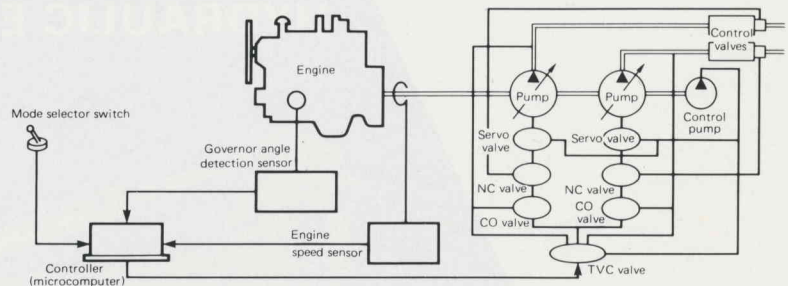 HYDRAULIC
Engine
Control
valves
Pump
Pump
Control
pump
Mode selector switch
Governor angle
detection sensor
Servo
valve
Servo valve
NC valve
NC valve
CO valve
CO
valve
Engine
speed sensor
TVC valve
Controller
(microcomputer)